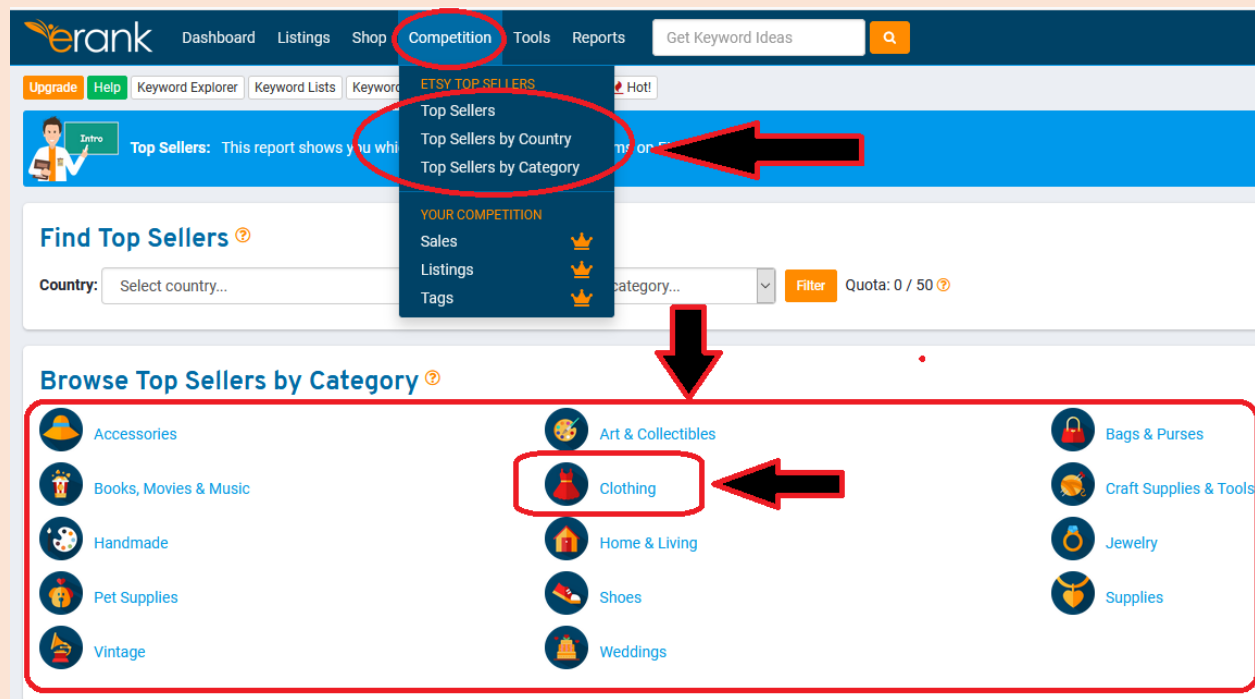 erank Dashboard Listings Shop Competition Tools Reports Get Keyword Ideas
Upgrade Help Keyword Explorer Keyword Lists Hot!
ETSY TOP SELLERS
Top Sellers
Top Sellers by Country
Top Sellers by Category
Intro
Top Sellers: This report shows you
YOUR COMPETITION
Sales
Listings
Tags
Find Top Sellers
Country: Select country... category... Filter Quota: 0 / 50
Browse Top Sellers by Category
Accessories Art & Collectibles Bags & Purses
Books, Movies & Music Clothing Craft Supplies & Tools
Handmade Home & Living Jewelry
Pet Supplies Shoes Supplies
Vintage Weddings